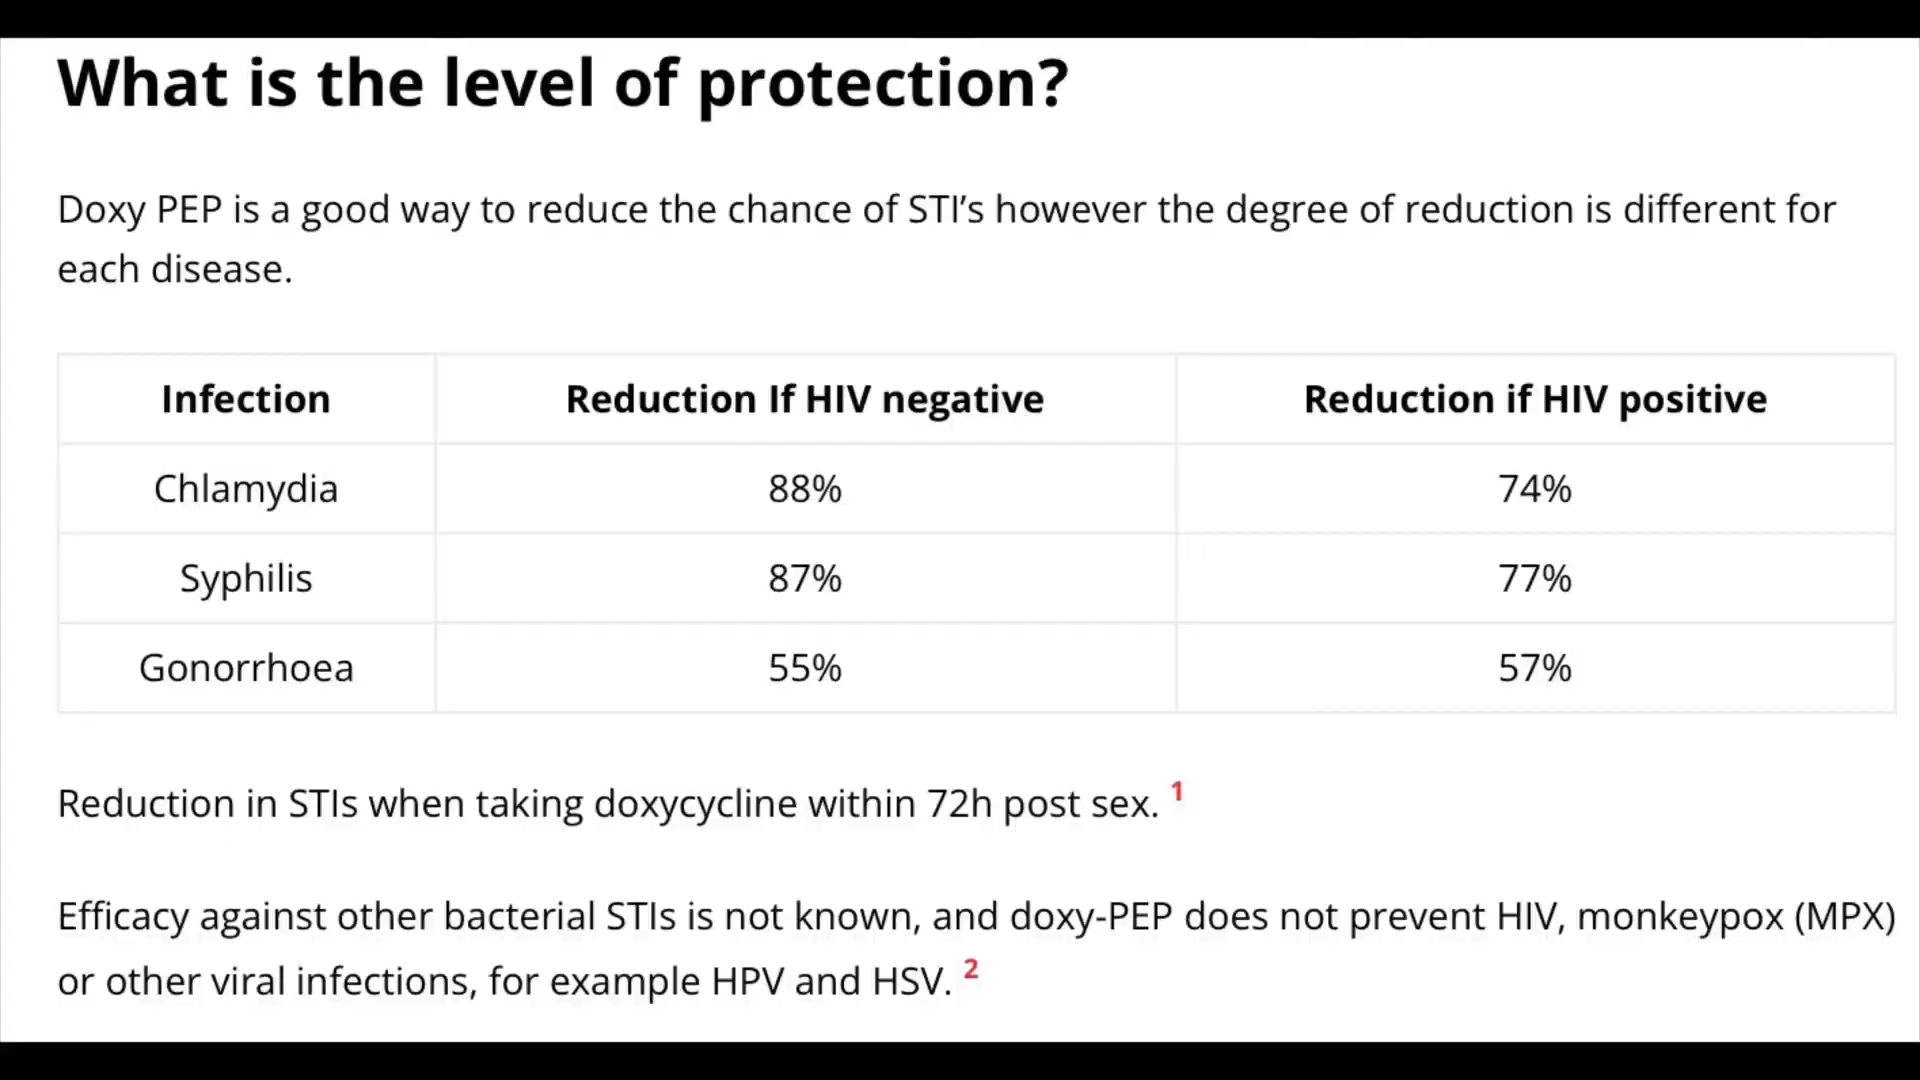 What is the level of protection?
Doxy PEP is a good way to reduce the chance of STI’s however the degree of reduction is different for
each disease.
Infection Reduction If HIV negative Reduction if HIV positive
Chlamydia 88% 74%
Syphilis 87% 77%
Gonorrhoea 55% 57%
Reduction in STIs when taking doxycycline within 72h post sex. 1
Efficacy against other bacterial STIs is not known, and doxy-PEP does not prevent HIV, monkeypox (MPX)
or other viral infections, for example HPV and HSV. 2